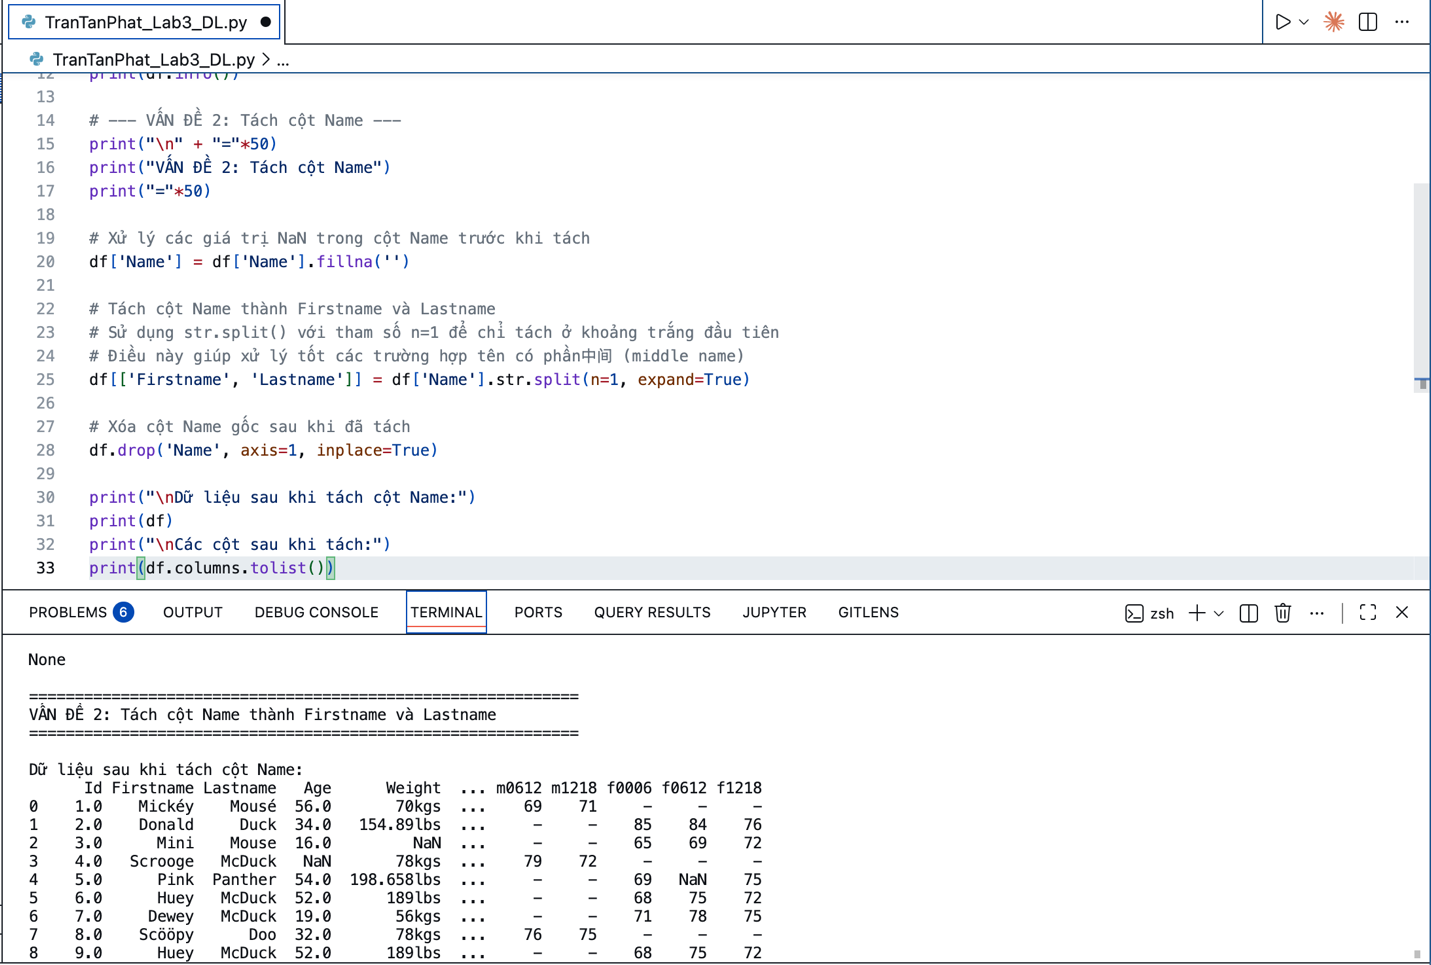 TranTanPhat_Lab3_DL.py
TranTanPhat_Lab3_DL.py > ...
12 print(df.info())
13
14 # --- VẤN ĐỀ 2: Tách cột Name ---
15 print("\n" + "="*50)
16 print("VẤN ĐỀ 2: Tách cột Name")
17 print("="*50)
18
19 # Xử lý các giá trị NaN trong cột Name trước khi tách
20 df['Name'] = df['Name'].fillna('')
21
22 # Tách cột Name thành Firstname và Lastname
23 # Sử dụng str.split() với tham số n=1 để chỉ tách ở khoảng trắng đầu tiên
24 # Điều này giúp xử lý tốt các trường hợp tên có phần中间 (middle name)
25 df[['Firstname', 'Lastname']] = df['Name'].str.split(n=1, expand=True)
26
27 # Xóa cột Name gốc sau khi đã tách
28 df.drop('Name', axis=1, inplace=True)
29
30 print("\nDữ liệu sau khi tách cột Name:")
31 print(df)
32 print("\nCác cột sau khi tách:")
33 print(df.columns.tolist())
PROBLEMS 6 OUTPUT DEBUG CONSOLE TERMINAL PORTS QUERY RESULTS JUPYTER GITLENS zsh
None
============================================================
VẤN ĐỀ 2: Tách cột Name thành Firstname và Lastname
============================================================
Dữ liệu sau khi tách cột Name:
Id Firstname Lastname Age Weight ... m0612 m1218 f0006 f0612 f1218
0 1.0 Mickéy Mousé 56.0 70kgs ... 69 71 - - -
1 2.0 Donald Duck 34.0 154.89lbs ... - - 85 84 76
2 3.0 Mini Mouse 16.0 NaN ... - - 65 69 72
3 4.0 Scrooge McDuck NaN 78kgs ... 79 72 - - -
4 5.0 Pink Panther 54.0 198.658lbs ... - - 69 NaN 75
5 6.0 Huey McDuck 52.0 189lbs ... - - 68 75 72
6 7.0 Dewey McDuck 19.0 56kgs ... - - 71 78 75
7 8.0 Scööpy Doo 32.0 78kgs ... 76 75 - - -
8 9.0 Huey McDuck 52.0 189lbs ... - - 68 75 72